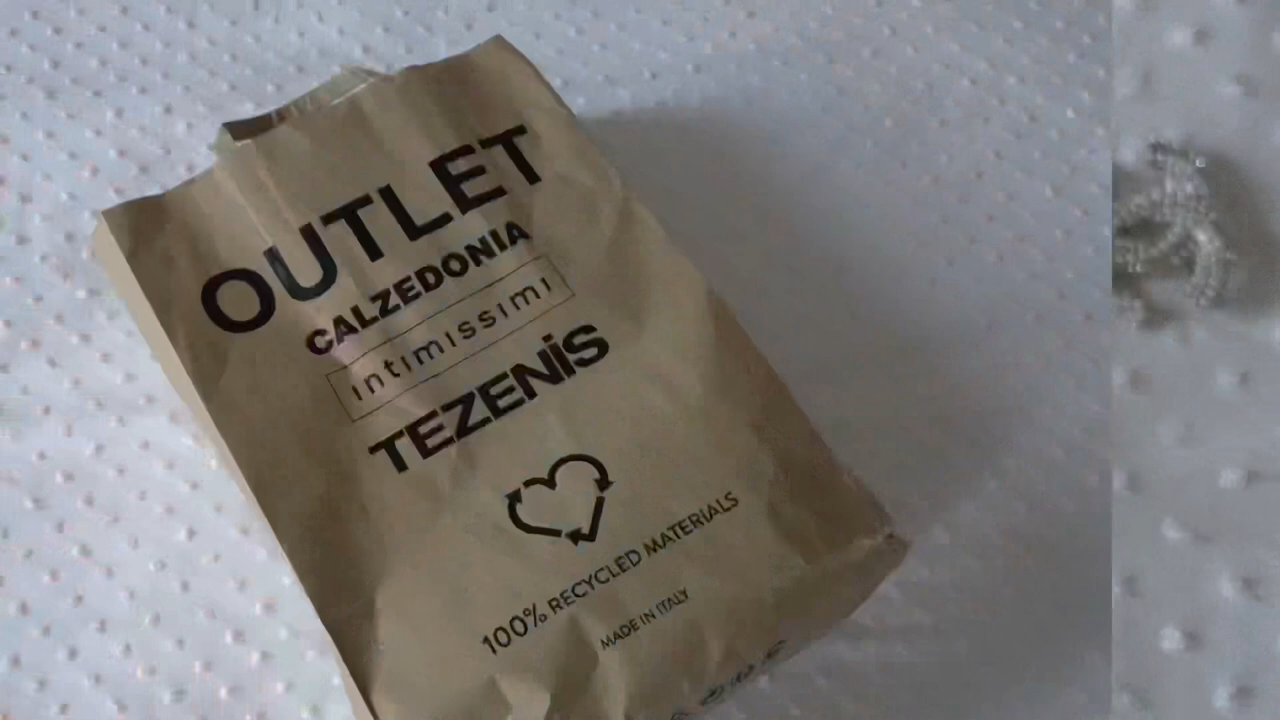 OUTLET
CALZEDONIA
intimissimi
TEZENIS
100% RECYCLED MATERIALS
MADE IN ITALY